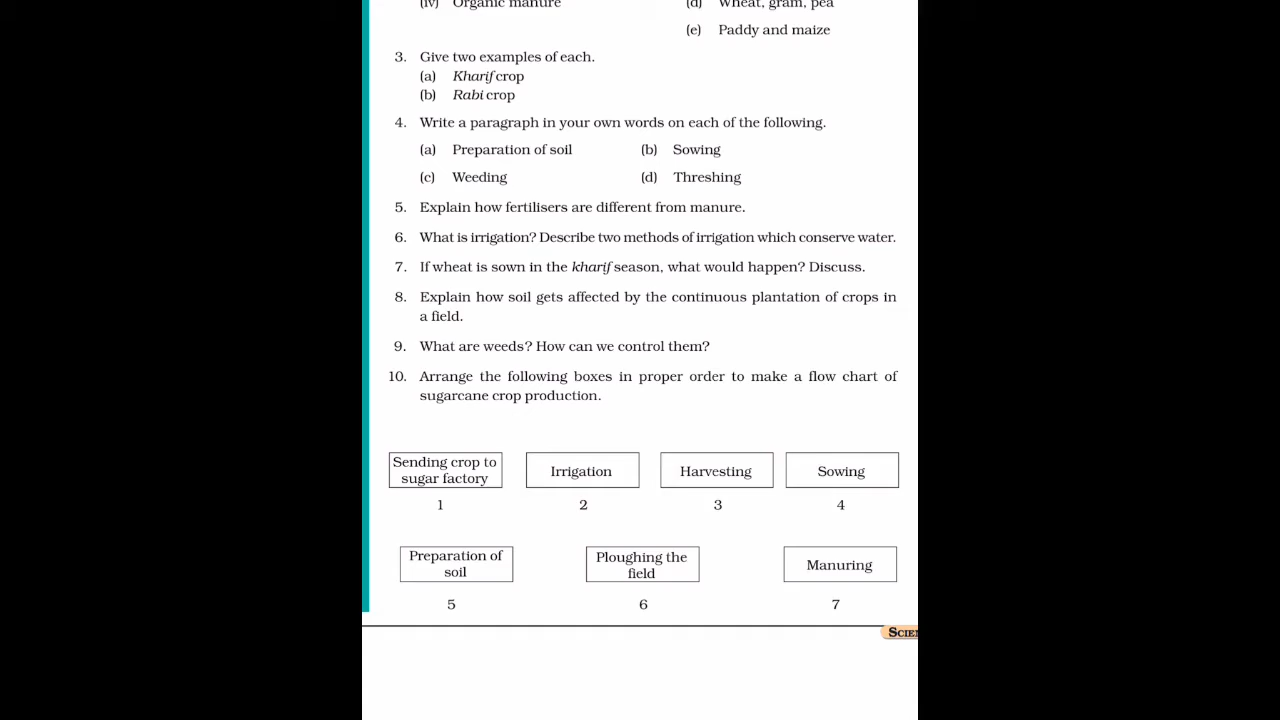 (iv) Organic manure (d) Wheat, gram, pea
(e) Paddy and maize
3. Give two examples of each.
(a) Kharif crop
(b) Rabi crop
4. Write a paragraph in your own words on each of the following.
(a) Preparation of soil (b) Sowing
(c) Weeding (d) Threshing
5. Explain how fertilisers are different from manure.
6. What is irrigation? Describe two methods of irrigation which conserve water.
7. If wheat is sown in the kharif season, what would happen? Discuss.
8. Explain how soil gets affected by the continuous plantation of crops in
a field.
9. What are weeds? How can we control them?
10. Arrange the following boxes in proper order to make a flow chart of
sugarcane crop production.
Sending crop to
sugar factory
Irrigation
Harvesting
Sowing
1 2 3 4
Preparation of
soil
Ploughing the
field
Manuring
5 6 7